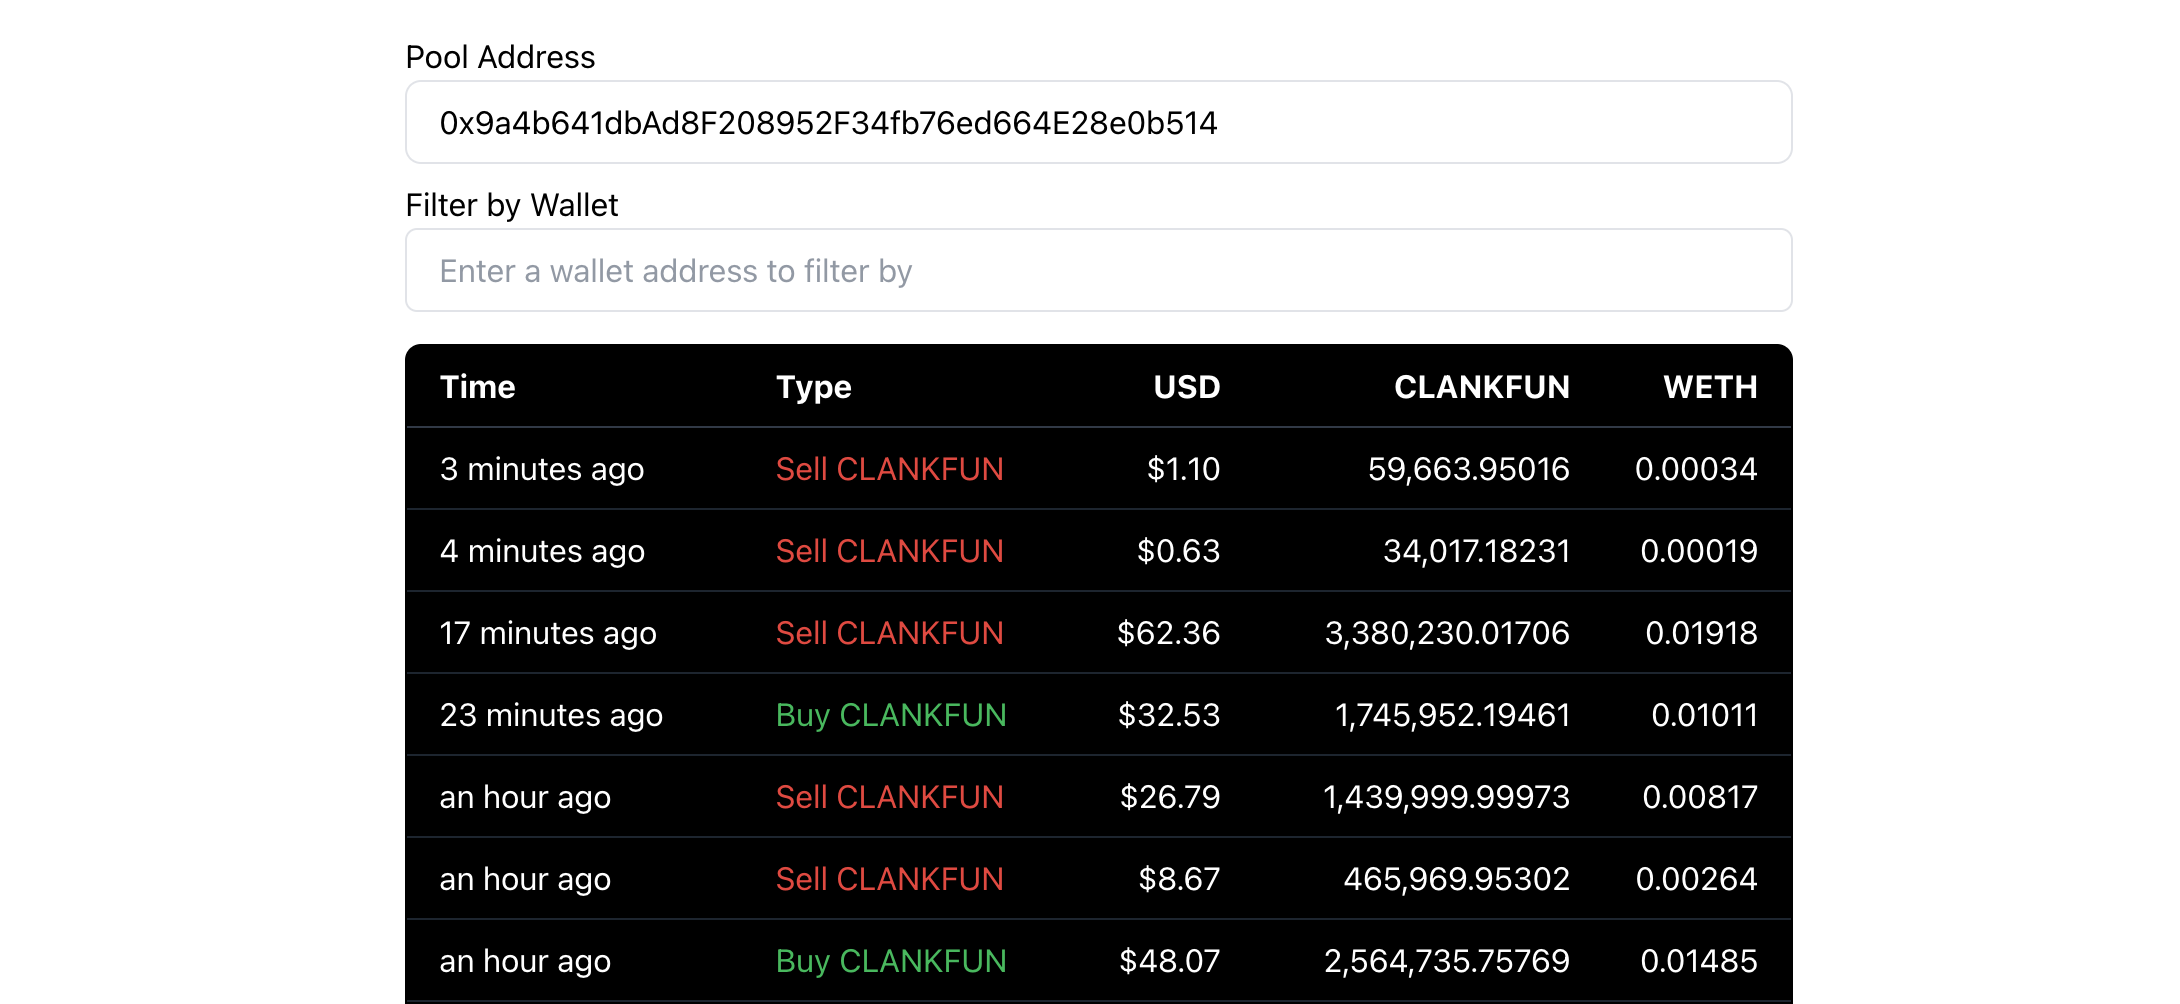 Pool Address
0x9a4b641dbAd8F208952F34fb76ed664E28e0b514
Filter by Wallet
Enter a wallet address to filter by
Time Type USD CLANKFUN WETH
3 minutes ago Sell CLANKFUN $1.10 59,663.95016 0.00034
4 minutes ago Sell CLANKFUN $0.63 34,017.18231 0.00019
17 minutes ago Sell CLANKFUN $62.36 3,380,230.01706 0.01918
23 minutes ago Buy CLANKFUN $32.53 1,745,952.19461 0.01011
an hour ago Sell CLANKFUN $26.79 1,439,999.99973 0.00817
an hour ago Sell CLANKFUN $8.67 465,969.95302 0.00264
an hour ago Buy CLANKFUN $48.07 2,564,735.75769 0.01485